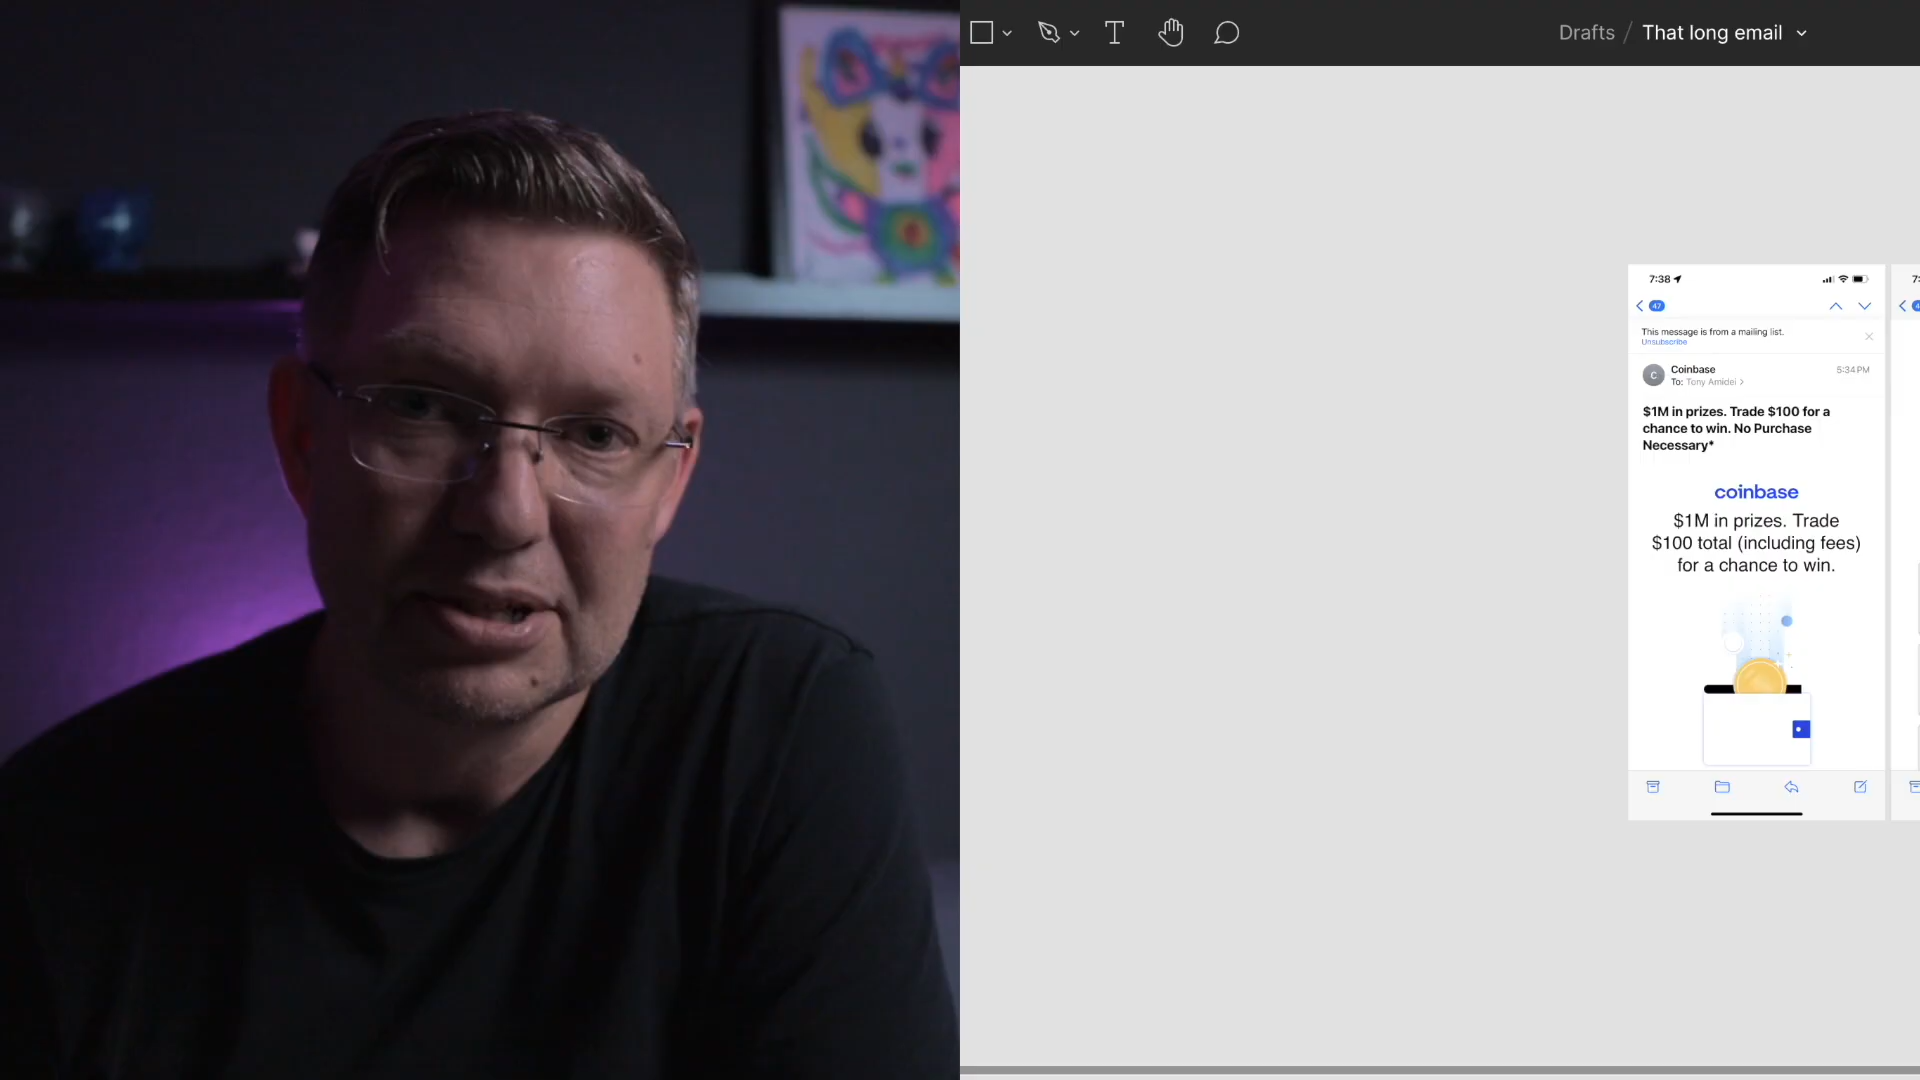 Drafts / That long email
7:38
47
This message is from a mailing list.
Unsubscribe
C
Coinbase
5:34 PM
To: Tony Amidei >
$1M in prizes. Trade $100 for a
chance to win. No Purchase
Necessary*
coinbase
$1M in prizes. Trade
$100 total (including fees)
for a chance to win.